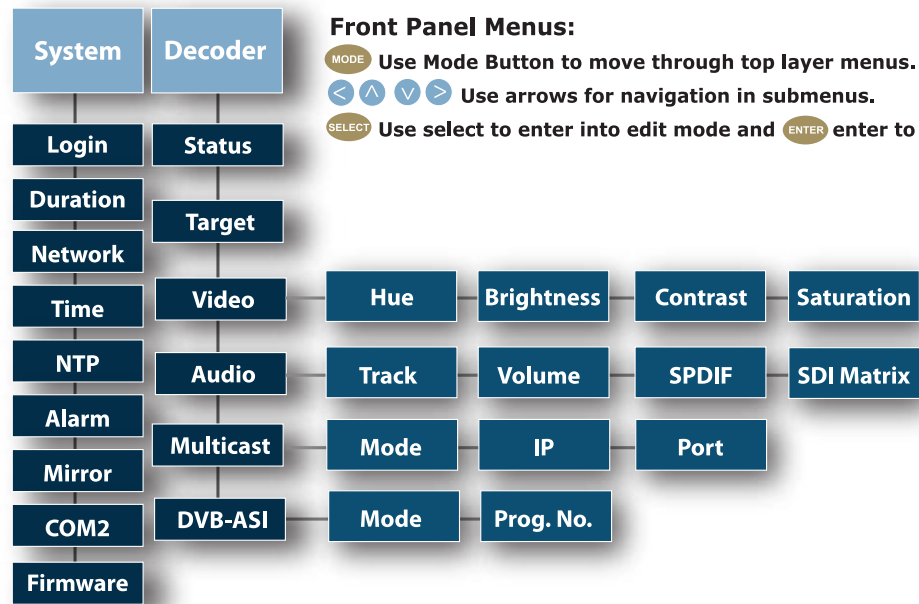 System Decoder
Front Panel Menus:
MODE Use Mode Button to move through top layer menus.
< ˄ ˅ > Use arrows for navigation in submenus.
SELECT Use select to enter into edit mode and ENTER enter to
Login Status
Duration
Target
Network
Time Video Hue Brightness Contrast Saturation
NTP Audio Track Volume SPDIF SDI Matrix
Alarm
Multicast Mode IP Port
Mirror
COM2 DVB-ASI Mode Prog. No.
Firmware